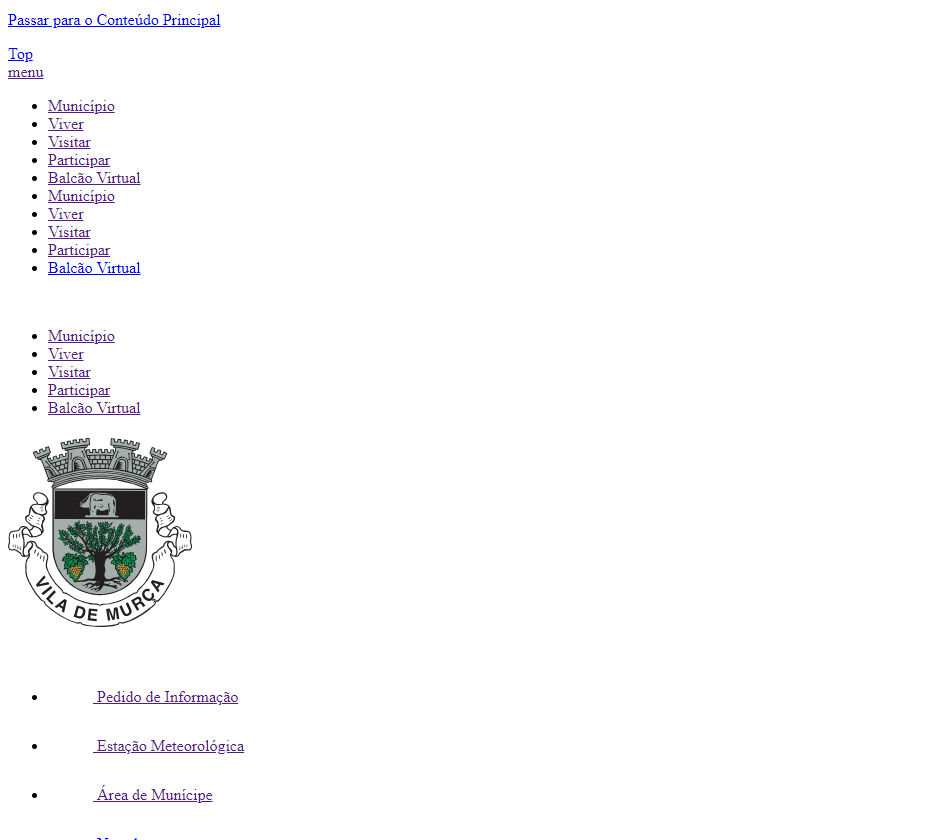 Passar para o Conteúdo Principal
Top
menu
Município
Viver
Visitar
Participar
Balcão Virtual
Município
Viver
Visitar
Participar
Balcão Virtual
Município
Viver
Visitar
Participar
Balcão Virtual
VILA DE MURÇA
Pedido de Informação
Estação Meteorológica
Área de Munícipe